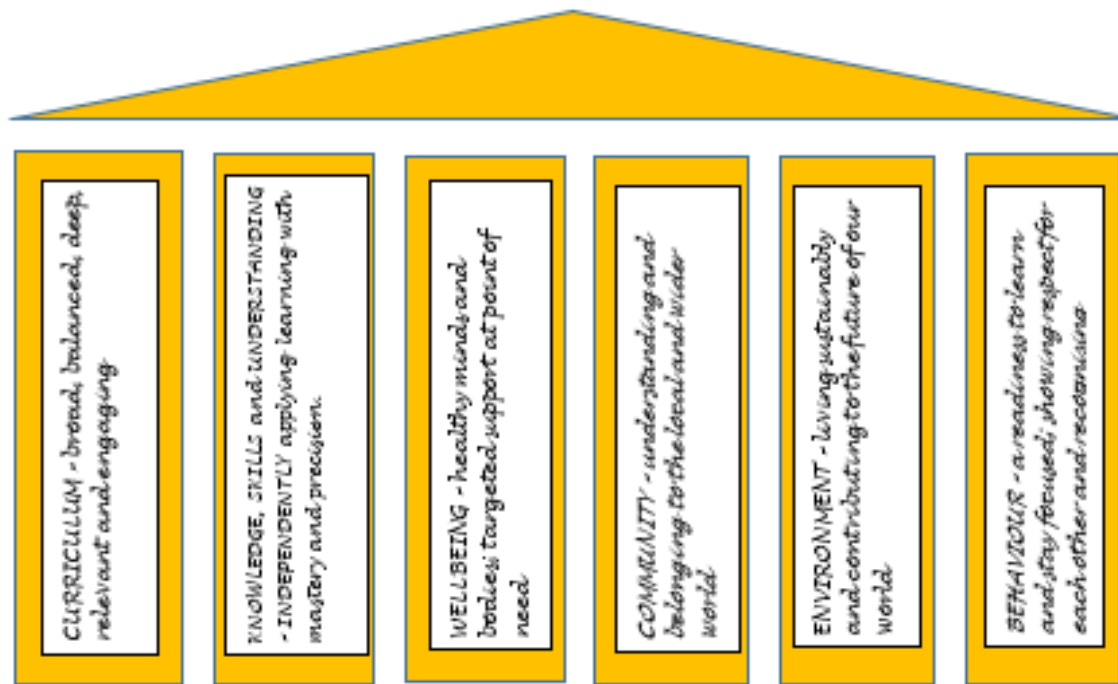 CURRICULUM - broad, balanced, deep,
relevant and engaging
KNOWLEDGE, SKILLS and UNDERSTANDING
- INDEPENDENTLY applying learning with
mastery and precision.
WELLBEING - healthy minds and
bodies; targeted support at point of
need
COMMUNITY - understanding and
belonging to the local and wider
world
ENVIRONMENT - living sustainably
and contributing to the future of our
world
BEHAVIOUR - a readiness to learn
and stay focused; showing respect for
each other and recognising